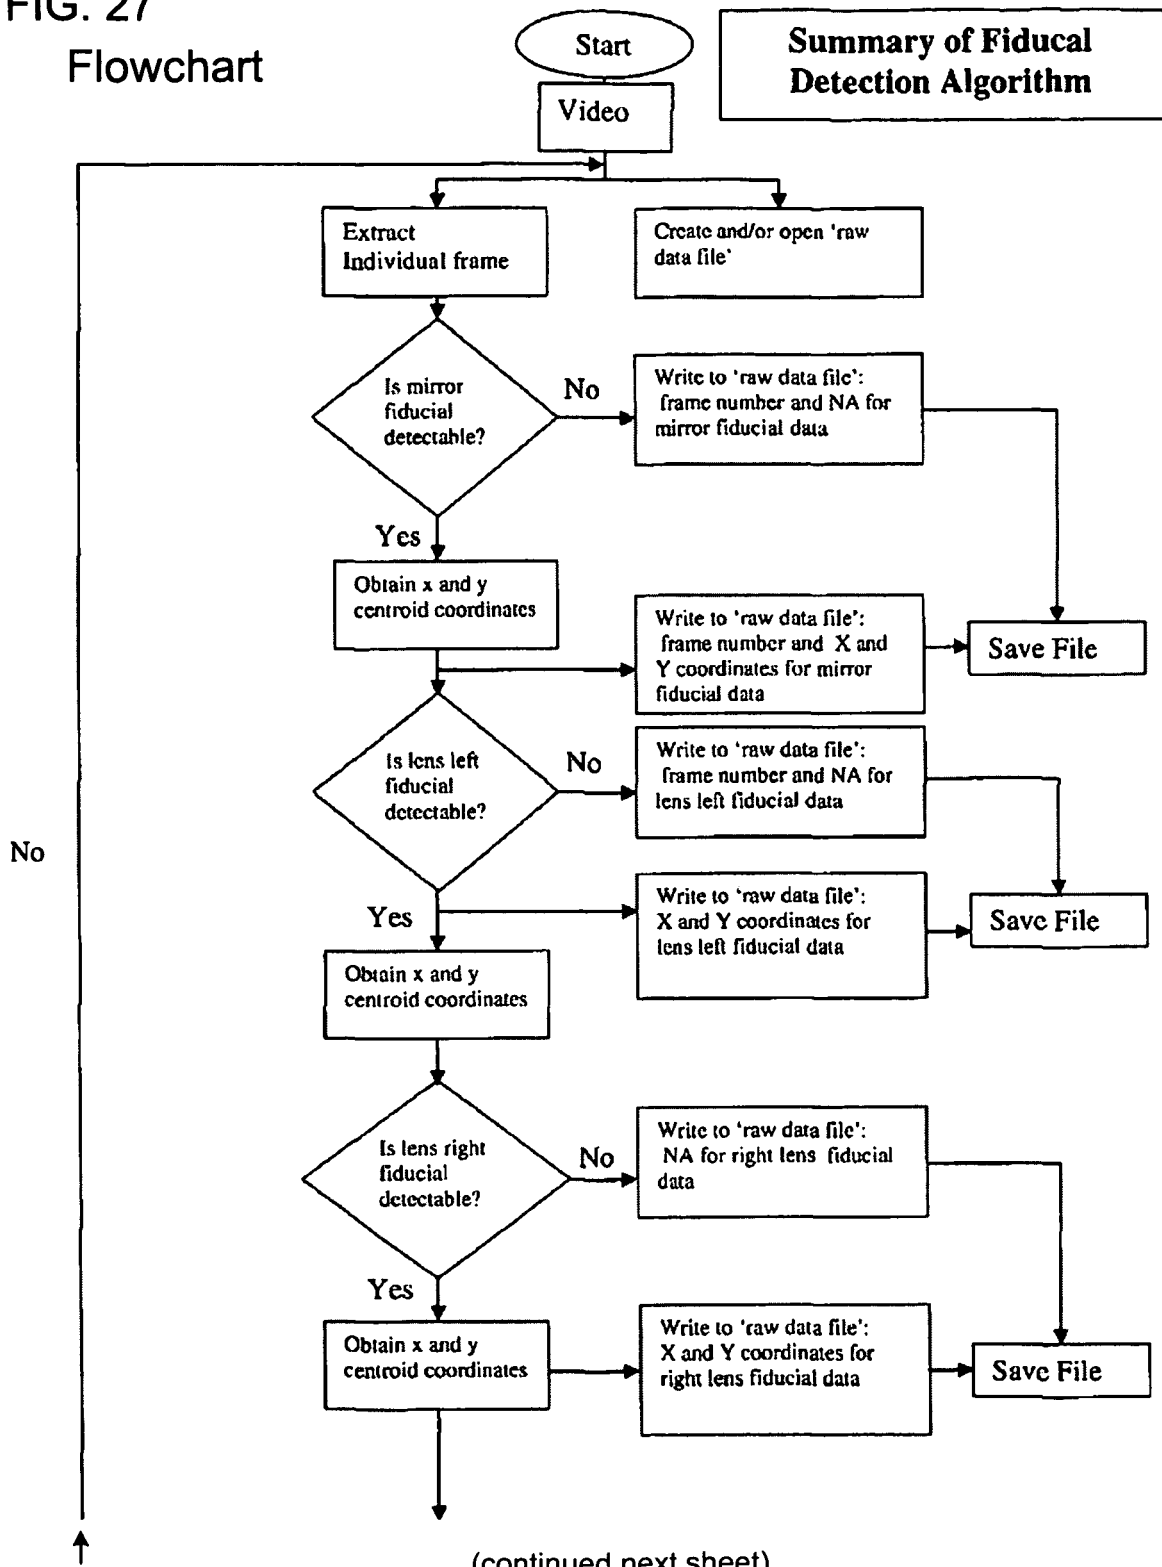 FIG. 27
Flowchart
Start
Summary of Fiducal
Detection Algorithm
Video
Extract
Individual frame
Create and/or open 'raw
data file'
Is mirror
fiducial
detectable?
No
Write to 'raw data file':
frame number and NA for
mirror fiducial data
Yes
Obtain x and y
centroid coordinates
Write to 'raw data file':
frame number and X and
Y coordinates for mirror
fiducial data
Save File
Is lens left
fiducial
detectable?
No
Write to 'raw data file':
frame number and NA for
lens left fiducial data
No
Yes
Write to 'raw data file':
X and Y coordinates for
lens left fiducial data
Save File
Obtain x and y
centroid coordinates
Is lens right
fiducial
detectable?
No
Write to 'raw data file':
NA for right lens fiducial
data
Yes
Obtain x and y
centroid coordinates
Write to 'raw data file':
X and Y coordinates for
right lens fiducial data
Save File
(continued next sheet)